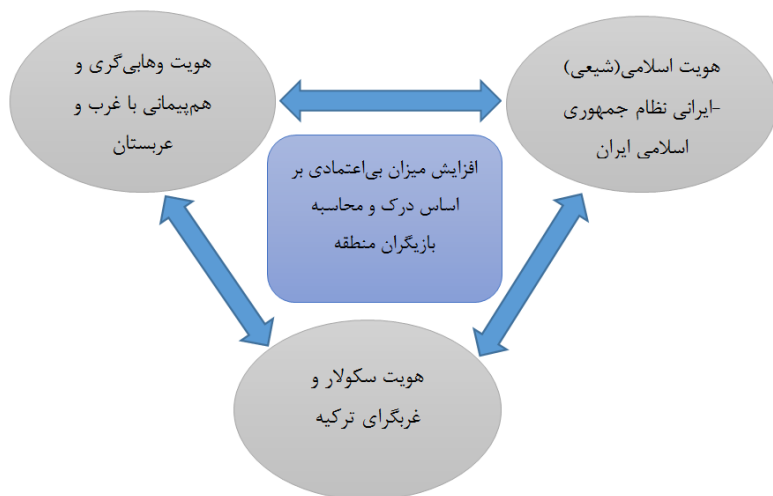 هویت اسلامی(شیعی)
-ایرانی نظام جمهوری
اسلامی ایران
هویت وهابی‌گری و
هم‌پیمانی با غرب و
عربستان
افزایش میزان بی‌اعتمادی بر
اساس درک و محاسبه
بازیگران منطقه
هویت سکولار و
غربگرای ترکیه